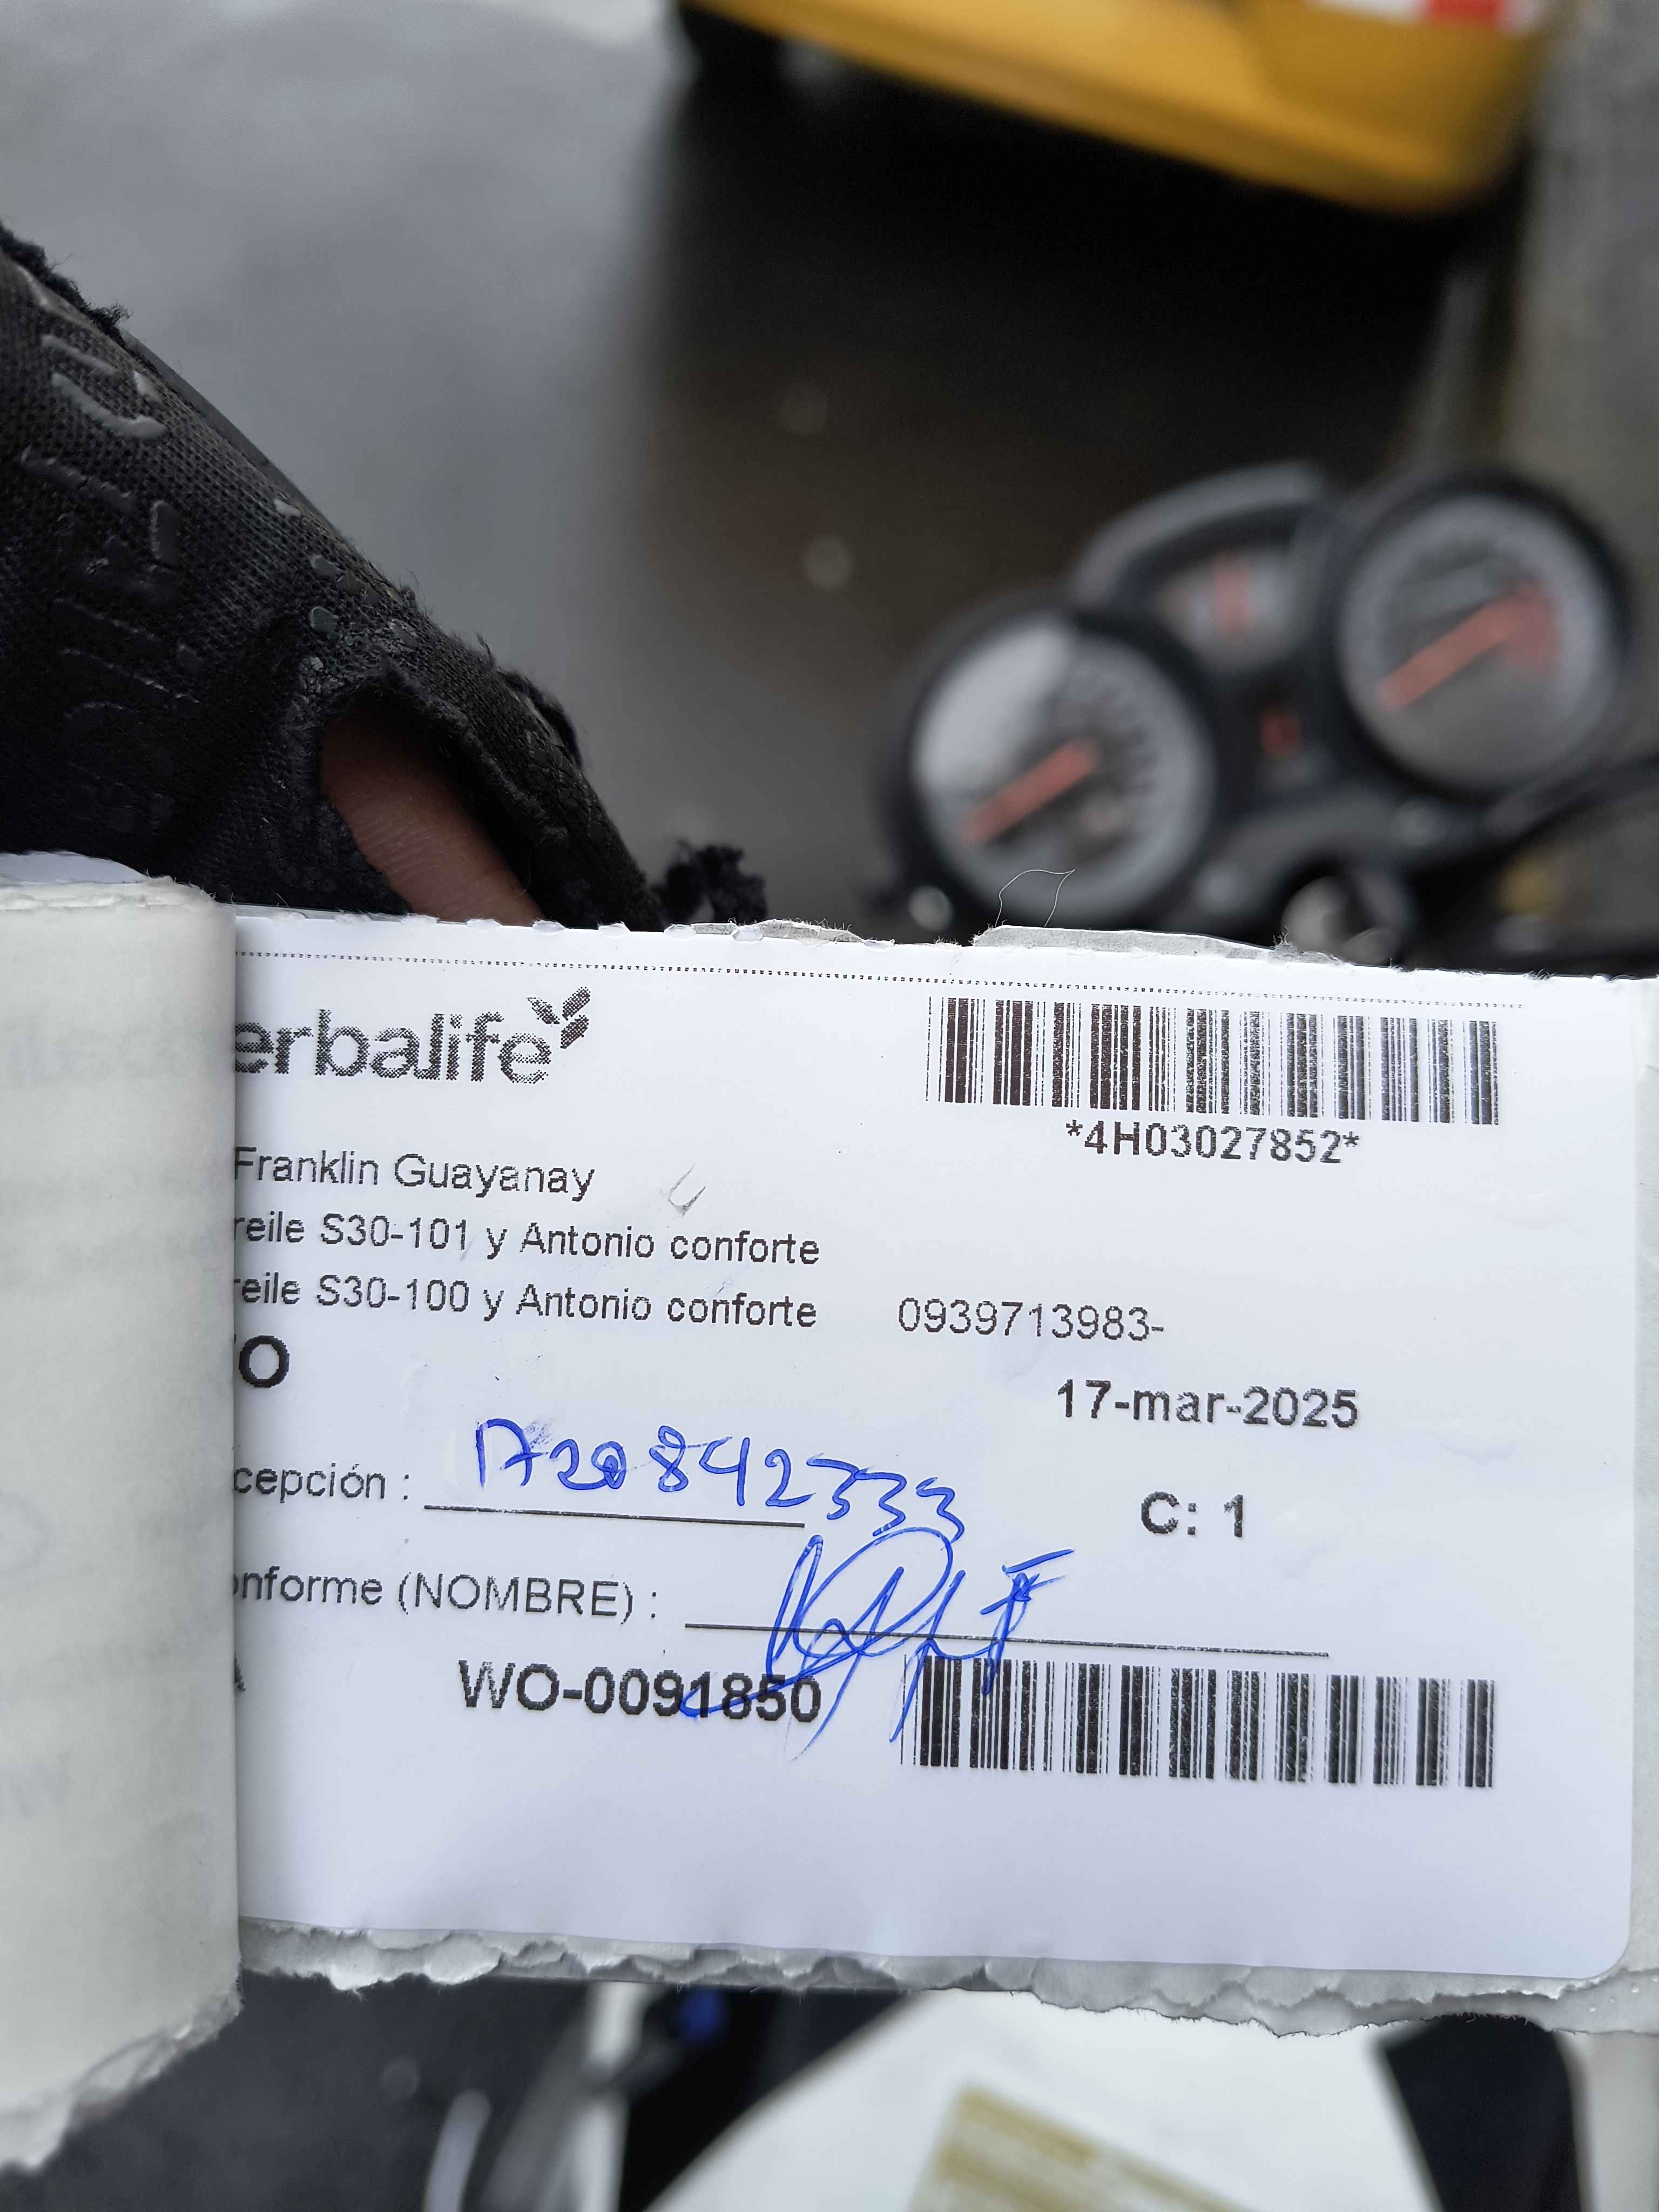 erbalife
*4H03027852*
Franklin Guayanay
reile S30-101 y Antonio conforte
reile S30-100 y Antonio conforte 0939713983-
O
17-mar-2025
cepción : 1720842333
C: 1
onforme (NOMBRE) :
WO-0091850